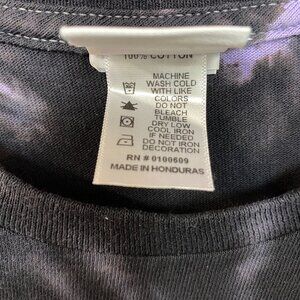 100% COTTON
MACHINE
WASH COLD
WITH LIKE
COLORS
DO NOT
BLEACH
TUMBLE
DRY LOW
COOL IRON
IF NEEDED
DO NOT IRON
DECORATION
RN # 0100609
MADE IN HONDURAS